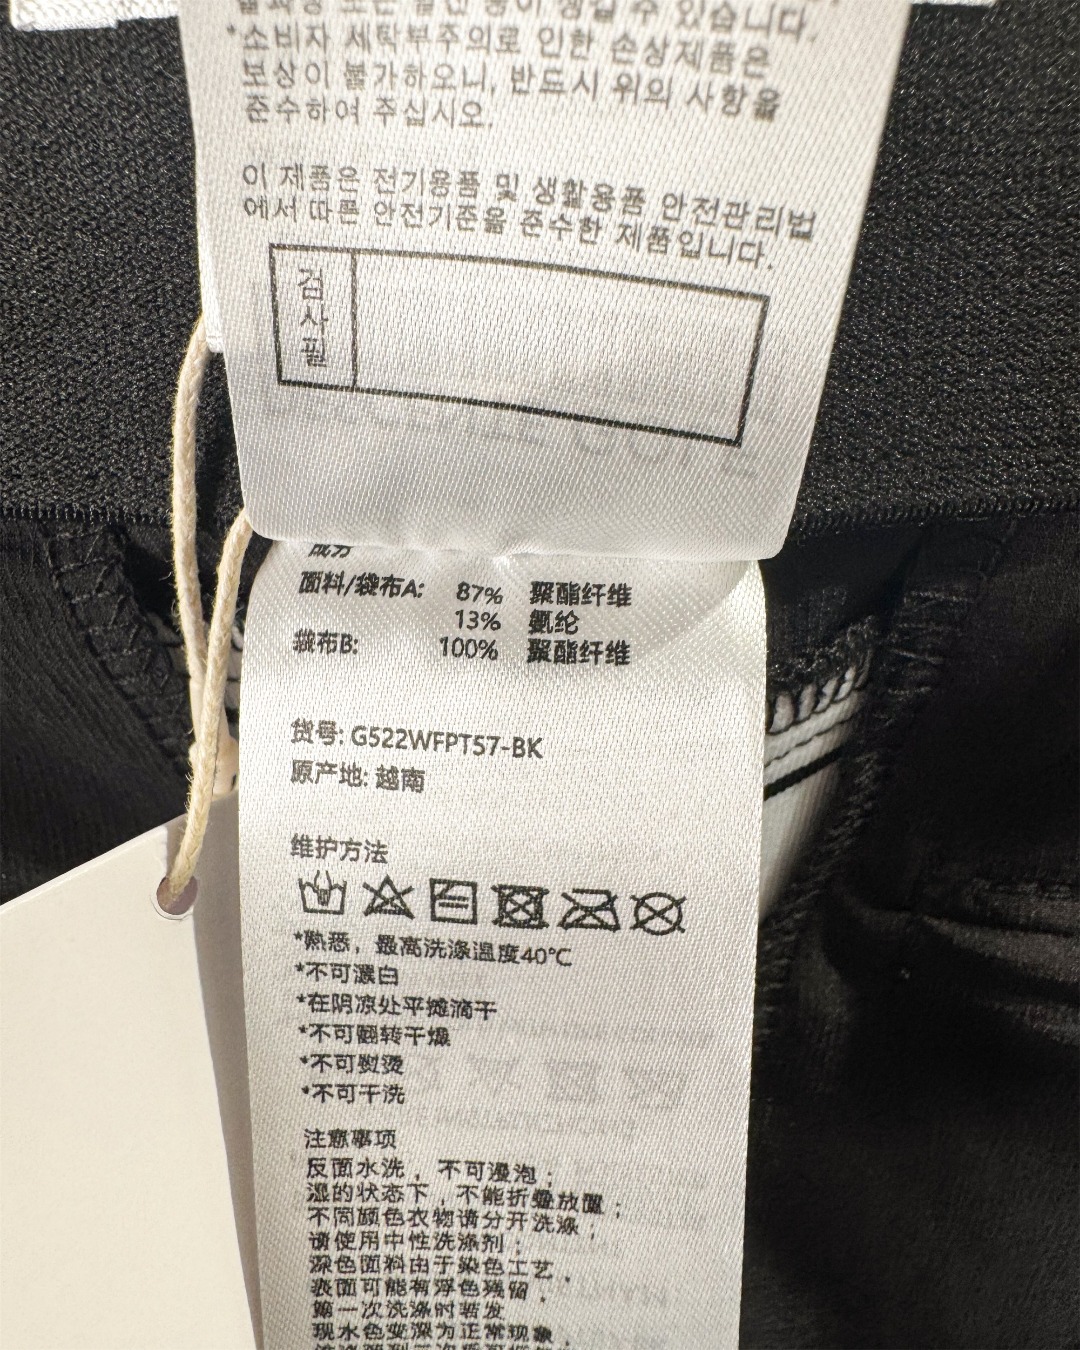 *소비자 세탁부주의로 인한 손상제품은
보상이 불가하오니, 반드시 위의 사항을
준수하여 주십시오.
이 제품은 전기용품 및 생활용품 안전관리법
에서 따른 안전기준을 준수한 제품입니다.
검사필
成分
面料/袋布A: 87% 聚酯纤维
13% 氨纶
袋布B: 100% 聚酯纤维
货号: G522WFPT57-BK
原产地: 越南
维护方法
*熟悉，最高洗涤温度40℃
*不可漂白
*在阴凉处平摊滴干
*不可翻转干燥
*不可熨烫
*不可干洗
注意事项
反面水洗，不可浸泡；
湿的状态下，不能折叠放置；
不同颜色衣物请分开洗涤；
请使用中性洗涤剂；
深色面料由于染色工艺，
表面可能有浮色残留，
第一次洗涤时若发
现水色变深为正常现象，